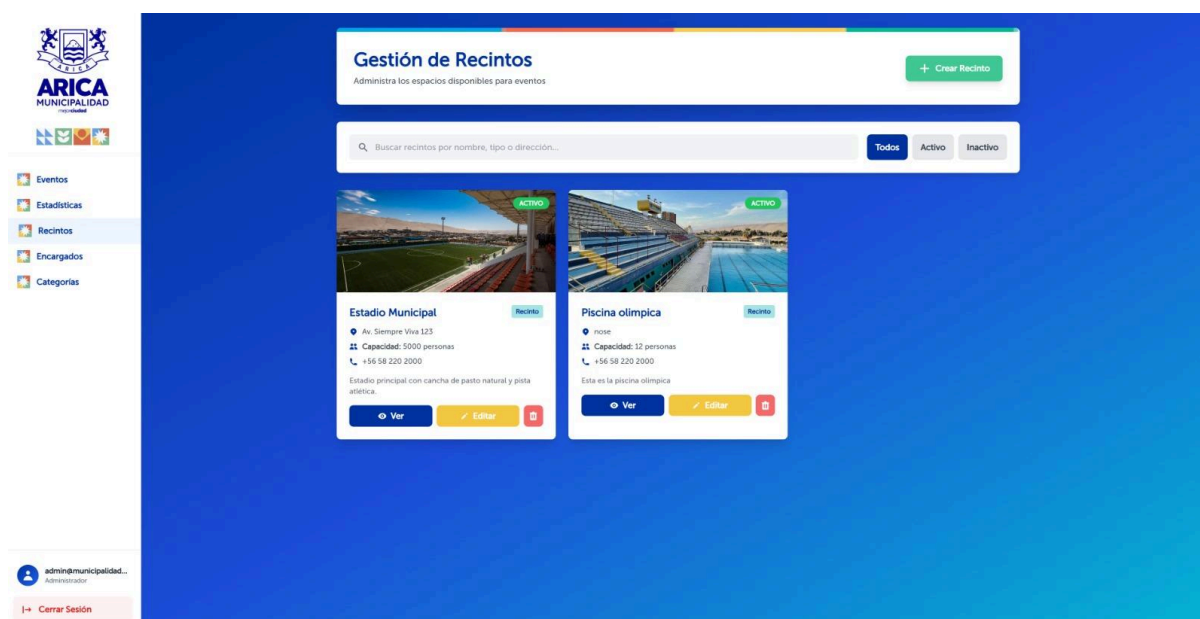 ARICA
ARICA
MUNICIPALIDAD
Eventos
Estadísticas
Recintos
Encargados
Categorías
admin@municipalidad...
Administrador
Cerrar Sesión
Gestión de Recintos
Administra los espacios disponibles para eventos
+ Crear Recinto
Buscar recintos por nombre, tipo o dirección...
Todos
Activo
Inactivo
ACTIVO
Estadio Municipal
Recinto
Av. Siempre Viva 123
Capacidad: 5000 personas
+56 58 220 2000
Estadio principal con cancha de pasto natural y pista
atlética.
Ver
Editar
ACTIVO
Piscina olimpica
Recinto
nose
Capacidad: 12 personas
+56 58 220 2000
Esta es la piscina olimpica
Ver
Editar